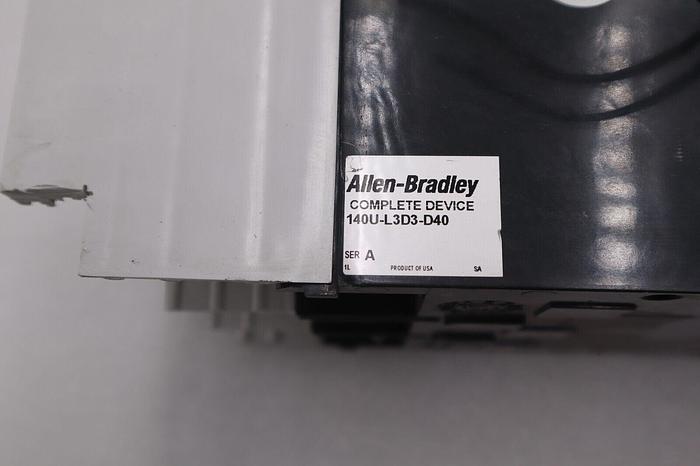 Allen-Bradley
COMPLETE DEVICE
140U-L3D3-D40
SER A
1L PRODUCT OF USA SA